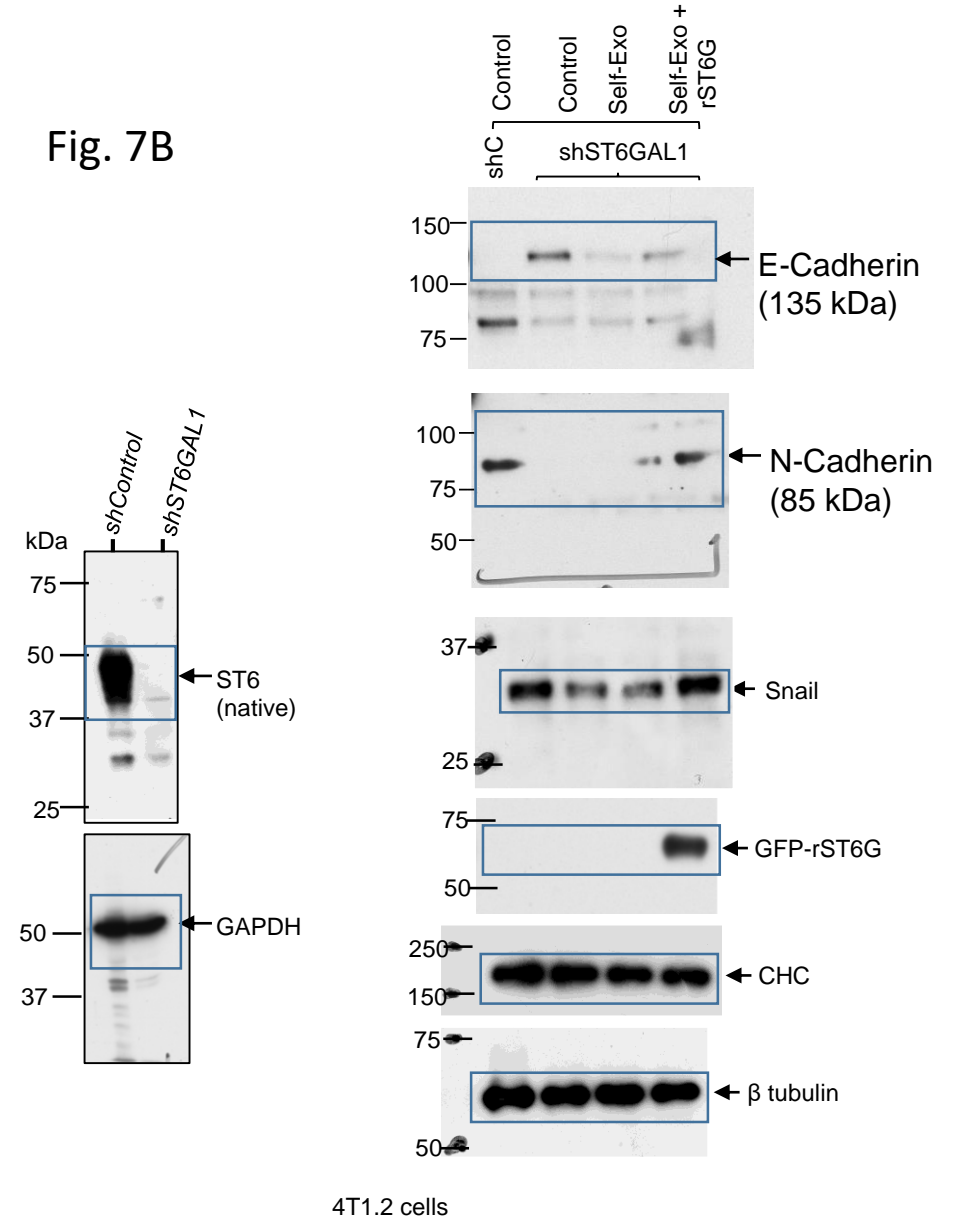 Fig. 7B
Control
Control
Self-Exo
Self-Exo +
rST6G
shC
shST6GAL1
150
100
75
E-Cadherin
(135 kDa)
100
75
50
N-Cadherin
(85 kDa)
shControl
shST6GAL1
kDa
75
50
37
25
ST6
(native)
50
37
GAPDH
37
25
Snail
75
50
GFP-rST6G
250
150
CHC
75
50
β tubulin
4T1.2 cells